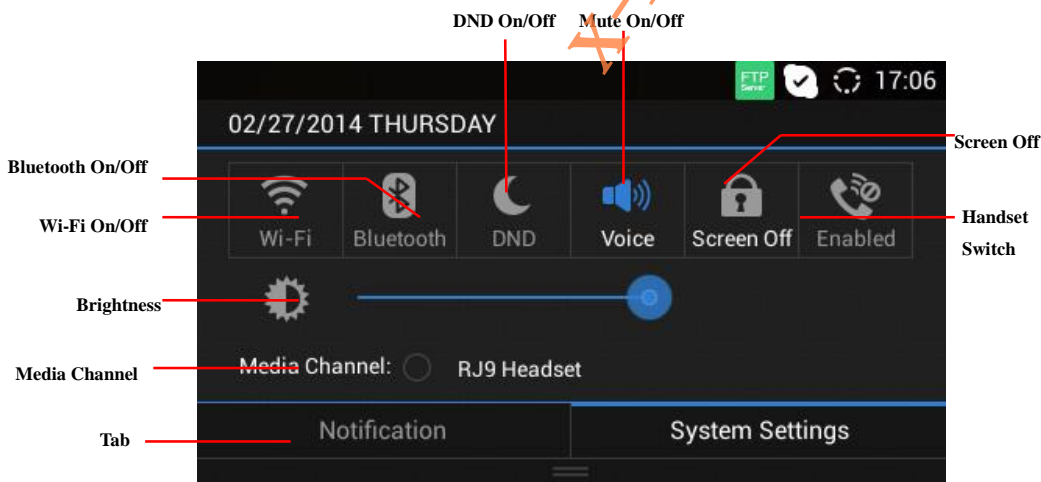 DND On/Off Mute On/Off
FTP
Server
17:06
02/27/2014 THURSDAY
Screen Off
Bluetooth On/Off
Wi-Fi On/Off
Handset
Switch
Wi-Fi Bluetooth DND Voice Screen Off Enabled
Brightness
Media Channel
Media Channel: RJ9 Headset
Tab
Notification System Settings